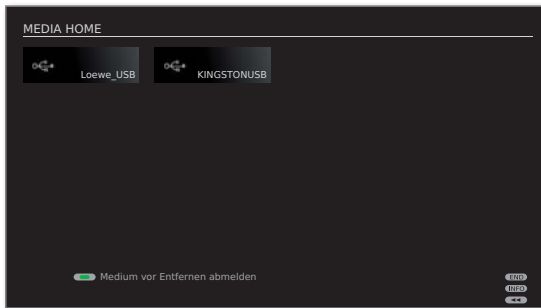 MEDIA HOME
Loewe_USB
KINGSTONUSB
Medium vor Entfernen abmelden
END
INFO